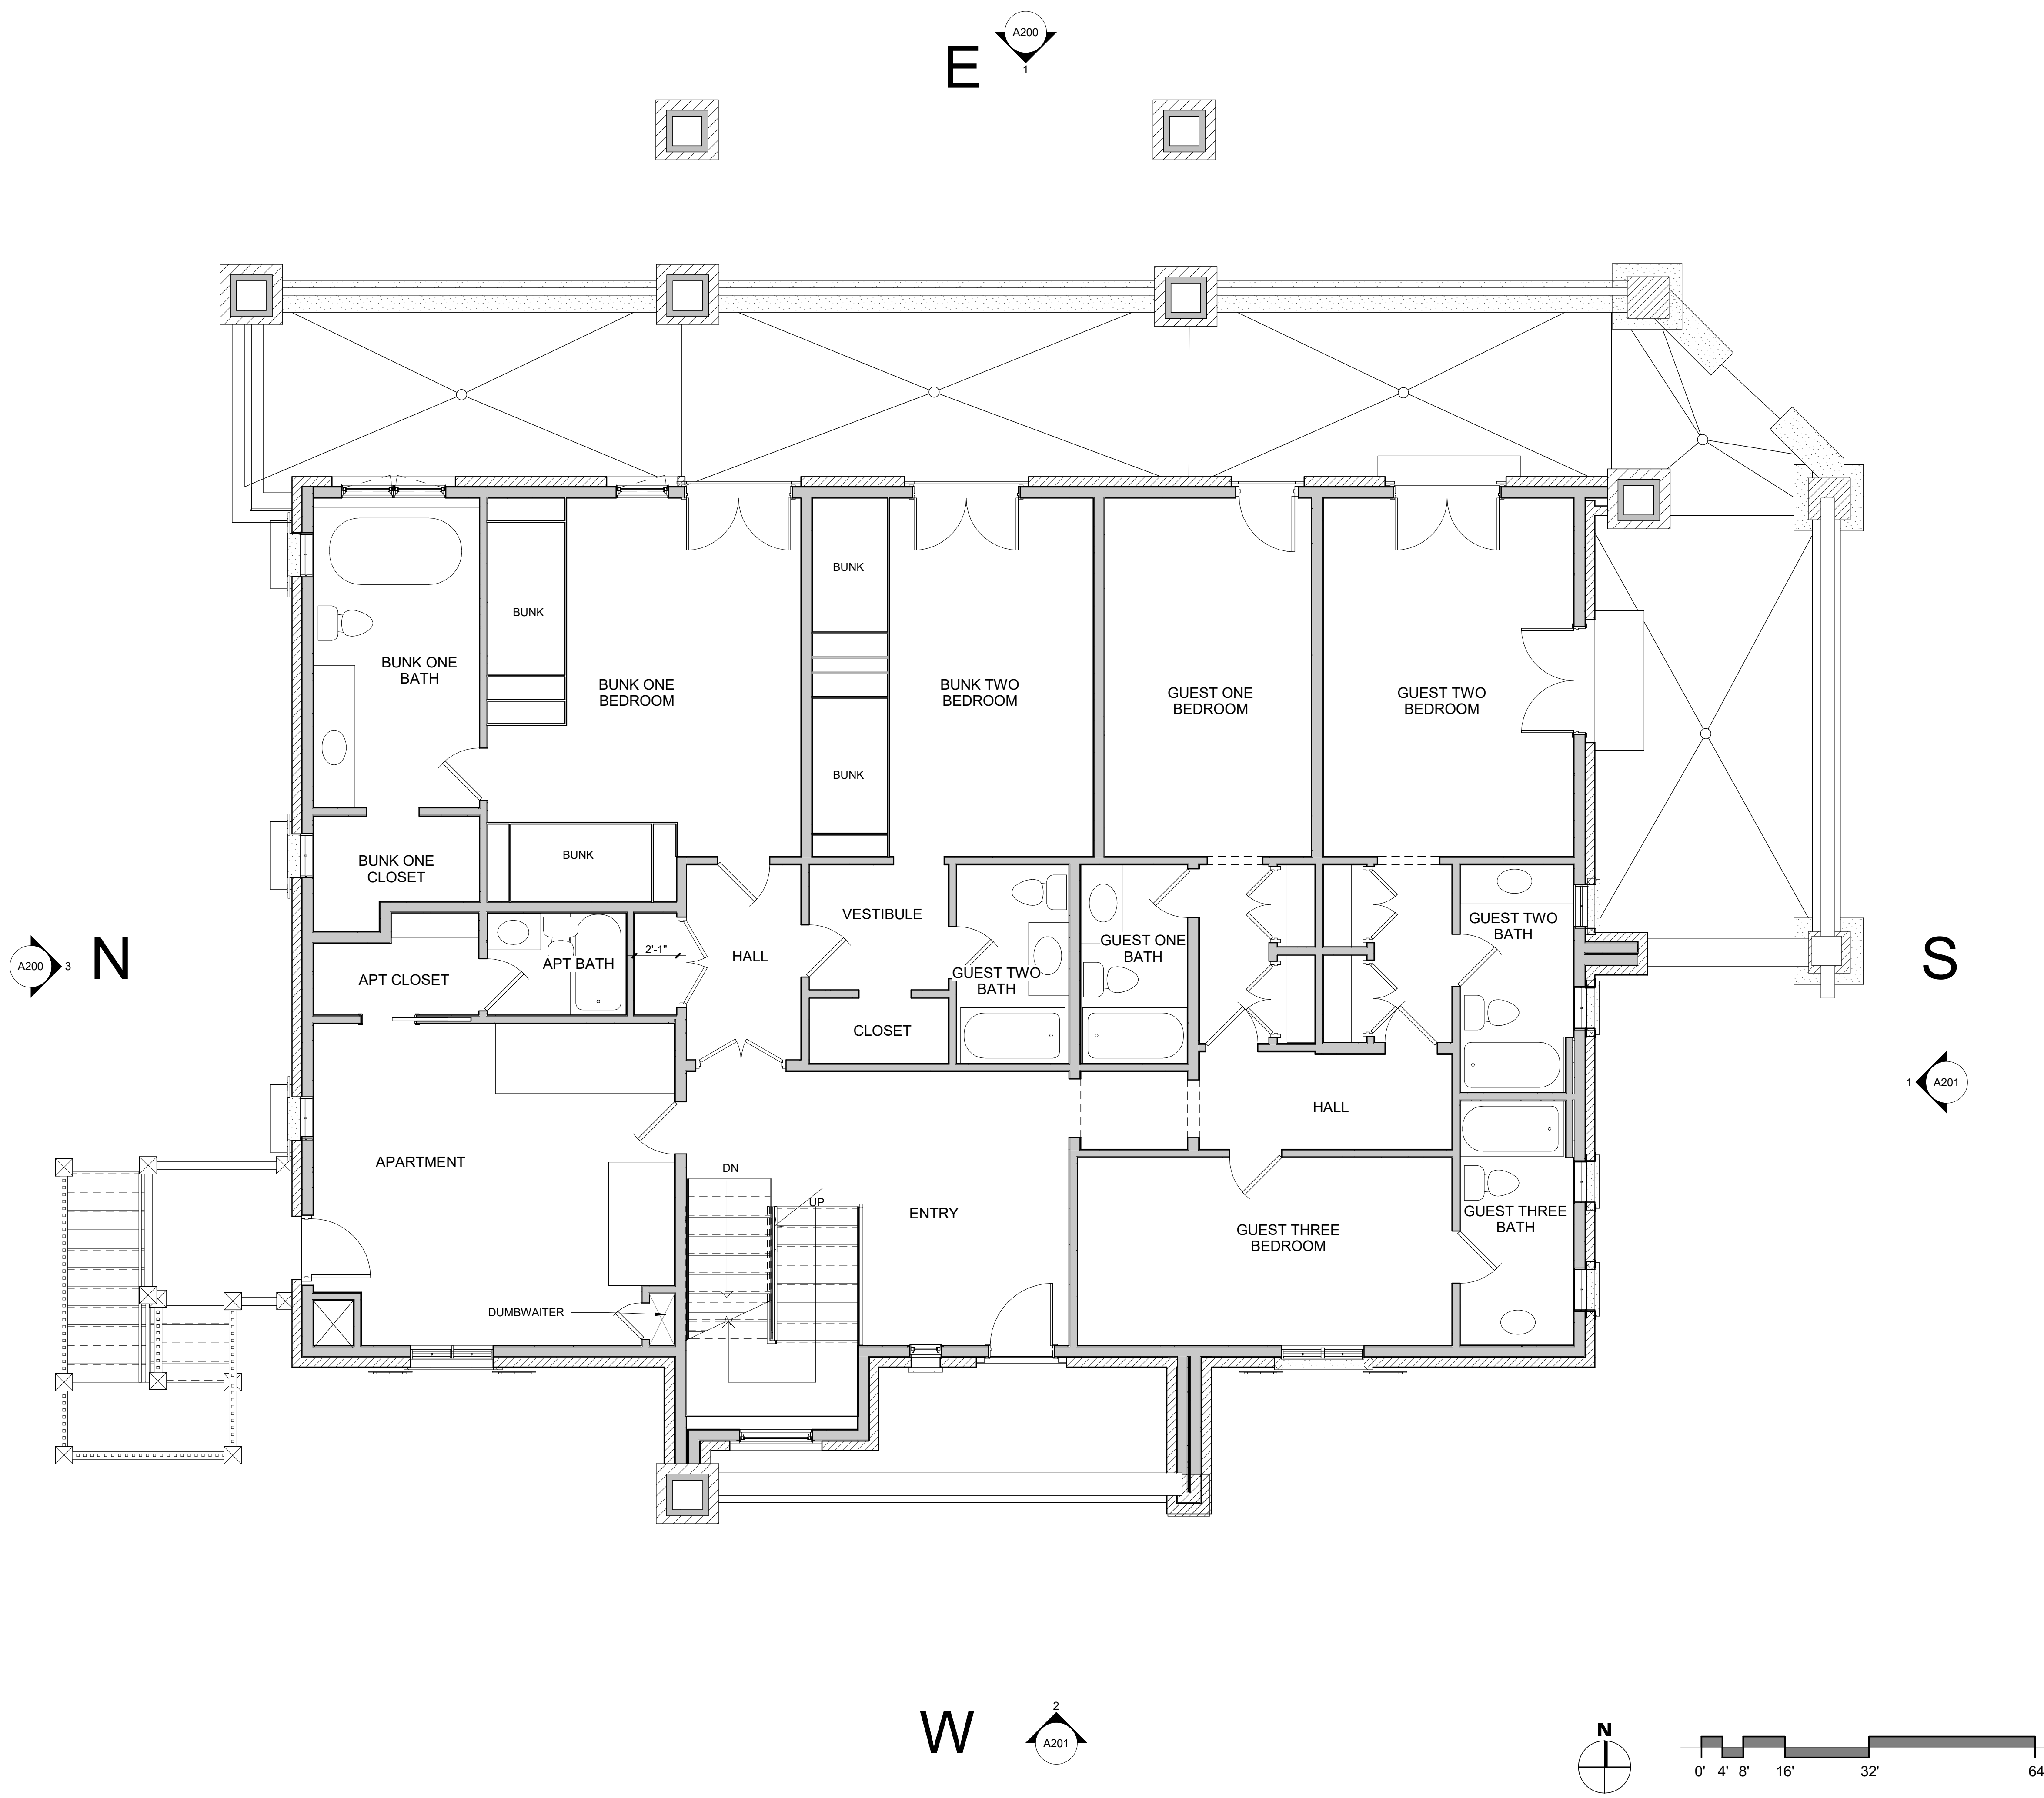 A200
E
1
BUNK
BUNK
BUNK ONE
BATH
BUNK ONE
BEDROOM
BUNK TWO
BEDROOM
GUEST ONE
BEDROOM
GUEST TWO
BEDROOM
BUNK
BUNK
BUNK ONE
CLOSET
VESTIBULE
GUEST TWO
BATH
GUEST ONE
BATH
2'-1"
HALL
APT BATH
A200
3
N
APT CLOSET
GUEST TWO
BATH
S
CLOSET
1
A201
HALL
APARTMENT
DN
UP
ENTRY
GUEST THREE
BATH
GUEST THREE
BEDROOM
DUMBWAITER
W
2
A201
N
0' 4' 8' 16' 32' 64